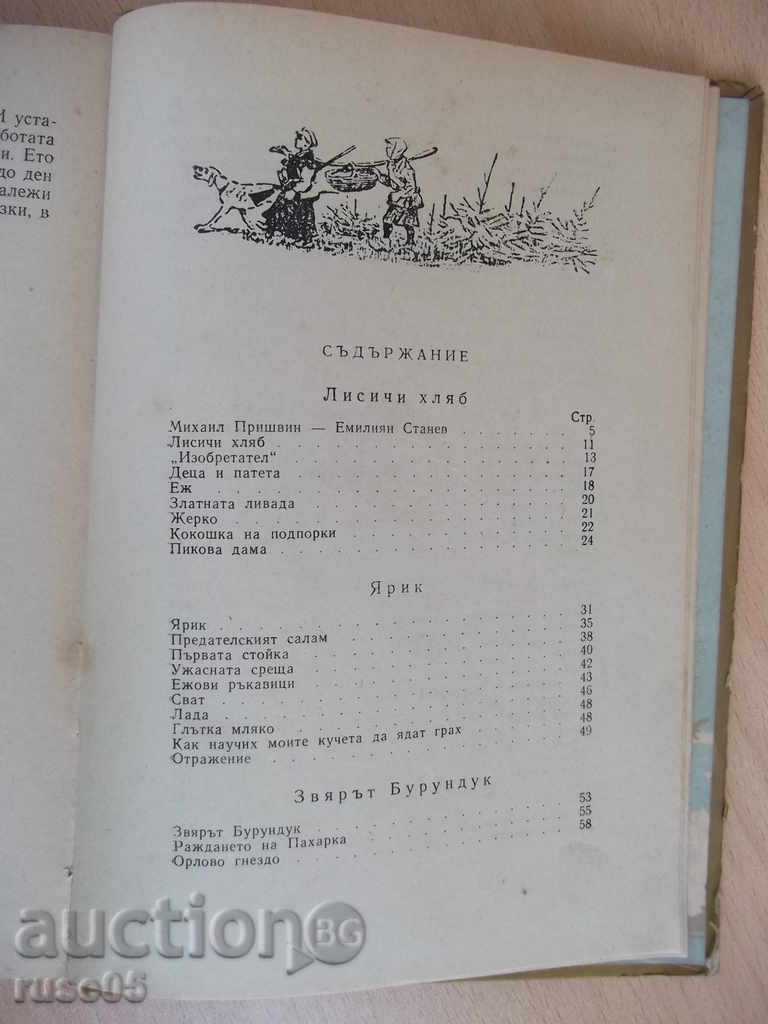 И уста-
ботата
и. Ето
до ден
алежи
зки, в
СЪДЪРЖАНИЕ
Лисичи хляб
Стр.
Михаил Пришвин — Емилиян Станев . . . . . . . 5
Лисичи хляб . . . . . . . 11
„Изобретател" . . . . . . . 13
Деца и патета . . . . . . . 17
Еж . . . . . . . 18
Златната ливада . . . . . . . 20
Жерко . . . . . . . 21
Кокошка на подпорки . . . . . . . 22
Пикова дама . . . . . . . 24
Ярик
Ярик . . . . . . . 31
Предателският салам . . . . . . . 35
Първата стойка . . . . . . . 38
Ужасната среща . . . . . . . 40
Ежови ръкавици . . . . . . . 42
Сват . . . . . . . 43
Лада . . . . . . . 46
Глътка мляко . . . . . . . 48
Как научих моите кучета да ядат грах . . . . . . . 48
Отражение . . . . . . . 49
Звярът Бурундук
Звярът Бурундук . . . . . . . 53
Раждането на Пахарка . . . . . . . 55
Орлово гнездо . . . . . . . 58
auction BG
ruse05